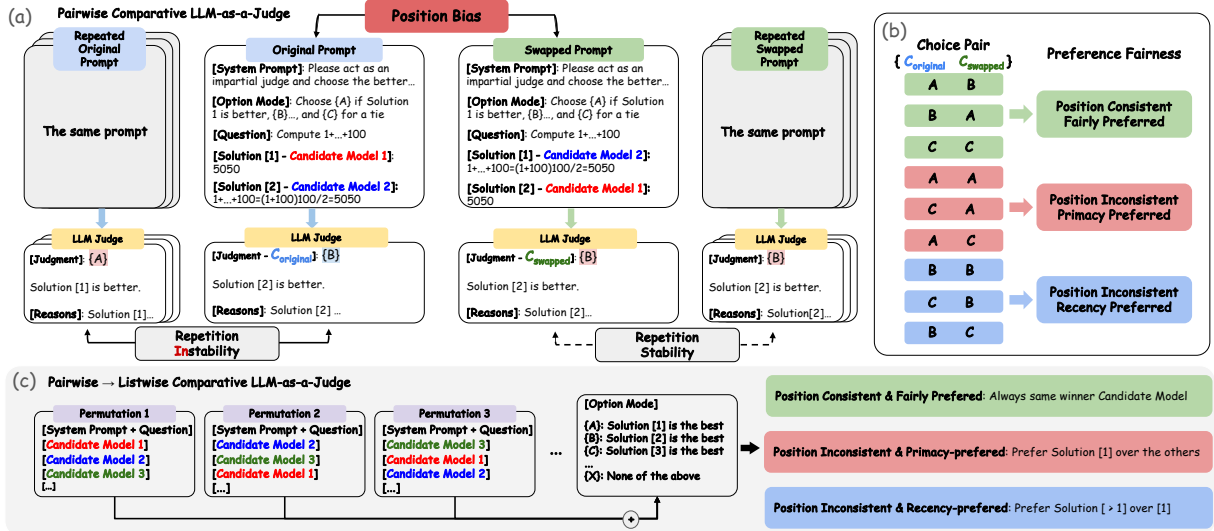 (a)
Pairwise Comparative LLM-as-a-Judge
Position Bias
Repeated
Original
Prompt
The same prompt
Original Prompt
[System Prompt]: Please act as an
impartial judge and choose the better...
[Option Mode]: Choose {A} if Solution
1 is better, {B}..., and {C} for a tie
[Question]: Compute 1+...+100
[Solution [1] - Candidate Model 1]:
5050
[Solution [2] - Candidate Model 2]:
1+...+100=(1+100)100/2=5050
Swapped Prompt
[System Prompt]: Please act as an
impartial judge and choose the better...
[Option Mode]: Choose {A} if Solution
1 is better, {B}..., and {C} for a tie
[Question]: Compute 1+...+100
[Solution [1] - Candidate Model 2]:
1+...+100=(1+100)100/2=5050
[Solution [2] - Candidate Model 1]:
5050
Repeated
Swapped
Prompt
The same prompt
LLM Judge
[Judgment]: {A}
Solution [1] is better.
[Reasons]: Solution [1]...
LLM Judge
[Judgment - C_original]: {B}
Solution [2] is better.
[Reasons]: Solution [2] ...
LLM Judge
[Judgment - C_swapped]: {B}
Solution [2] is better.
[Reasons]: Solution [2]...
LLM Judge
[Judgment]: {B}
Solution [2] is better.
[Reasons]: Solution[2]...
Repetition
Instability
Repetition
Stability
(b)
Choice Pair
{ C_original C_swapped }
Preference Fairness
A B
B A
C C
A A
C A
A C
B B
C B
B C
Position Consistent
Fairly Preferred
Position Inconsistent
Primacy Preferred
Position Inconsistent
Recency Preferred
(c)
Pairwise → Listwise Comparative LLM-as-a-Judge
Permutation 1
[System Prompt + Question]
[Candidate Model 1]
[Candidate Model 2]
[Candidate Model 3]
[...]
Permutation 2
[System Prompt + Question]
[Candidate Model 2]
[Candidate Model 3]
[Candidate Model 1]
[...]
Permutation 3
[System Prompt + Question]
[Candidate Model 3]
[Candidate Model 1]
[Candidate Model 2]
[...]
...
[Option Mode]
{A}: Solution [1] is the best
{B}: Solution [2] is the best
{C}: Solution [3] is the best
...
{X}: None of the above
+
Position Consistent & Fairly Prefered: Always same winner Candidate Model
Position Inconsistent & Primacy-prefered: Prefer Solution [1] over the others
Position Inconsistent & Recency-prefered: Prefer Solution [ > 1] over [1]